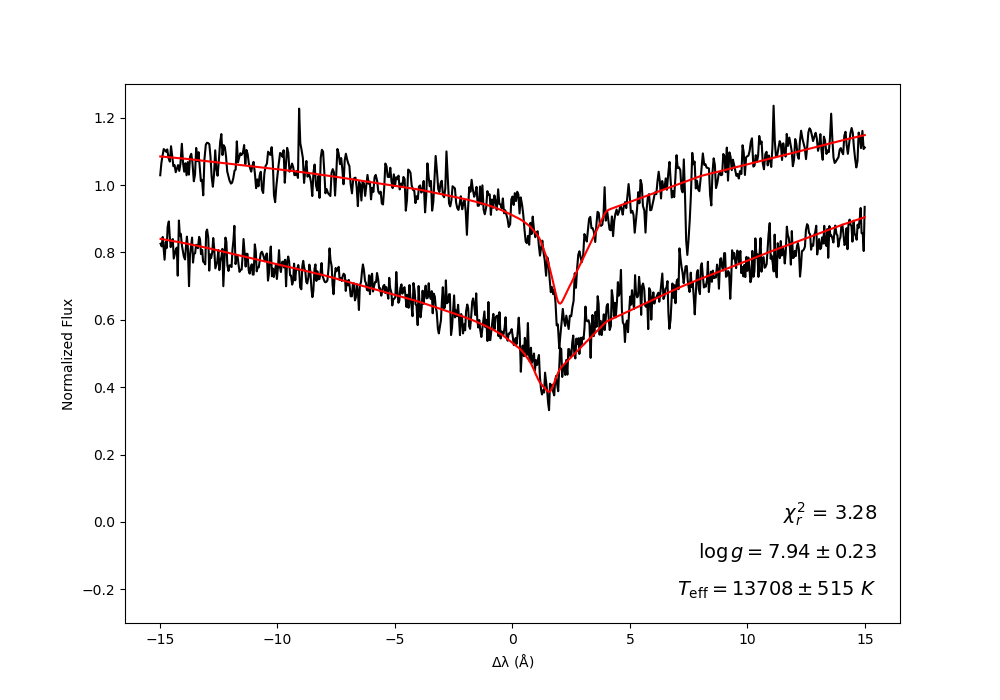 1.2
1.0
0.8
0.6
0.4
0.2
0.0
−0.2
Normalized Flux
χ²ᵣ = 3.28
log g = 7.94 ± 0.23
T_eff = 13708 ± 515 K
−15 −10 −5 0 5 10 15
Δλ (Å)